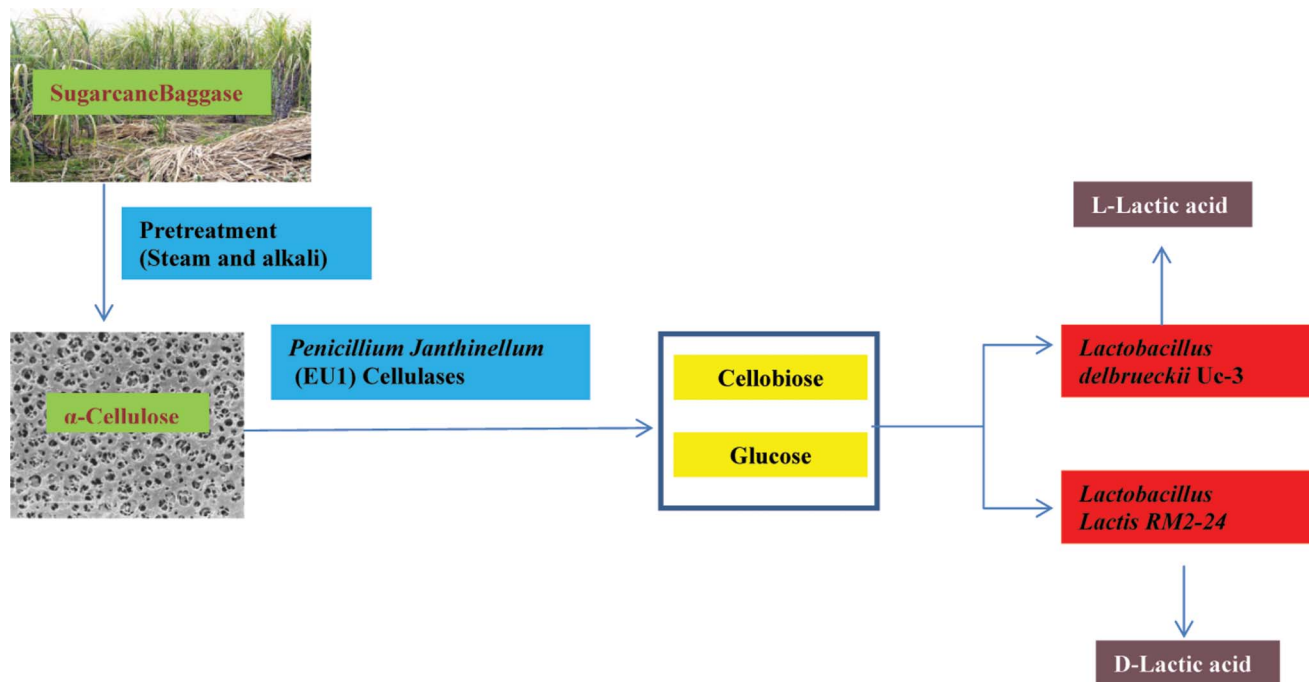 SugarcaneBaggase
Pretreatment
(Steam and alkali)
Penicillium Janthinellum
(EU1) Cellulases
α-Cellulose
Cellobiose
Glucose
L-Lactic acid
Lactobacillus
delbrueckii Uc-3
Lactobacillus
Lactis RM2-24
D-Lactic acid